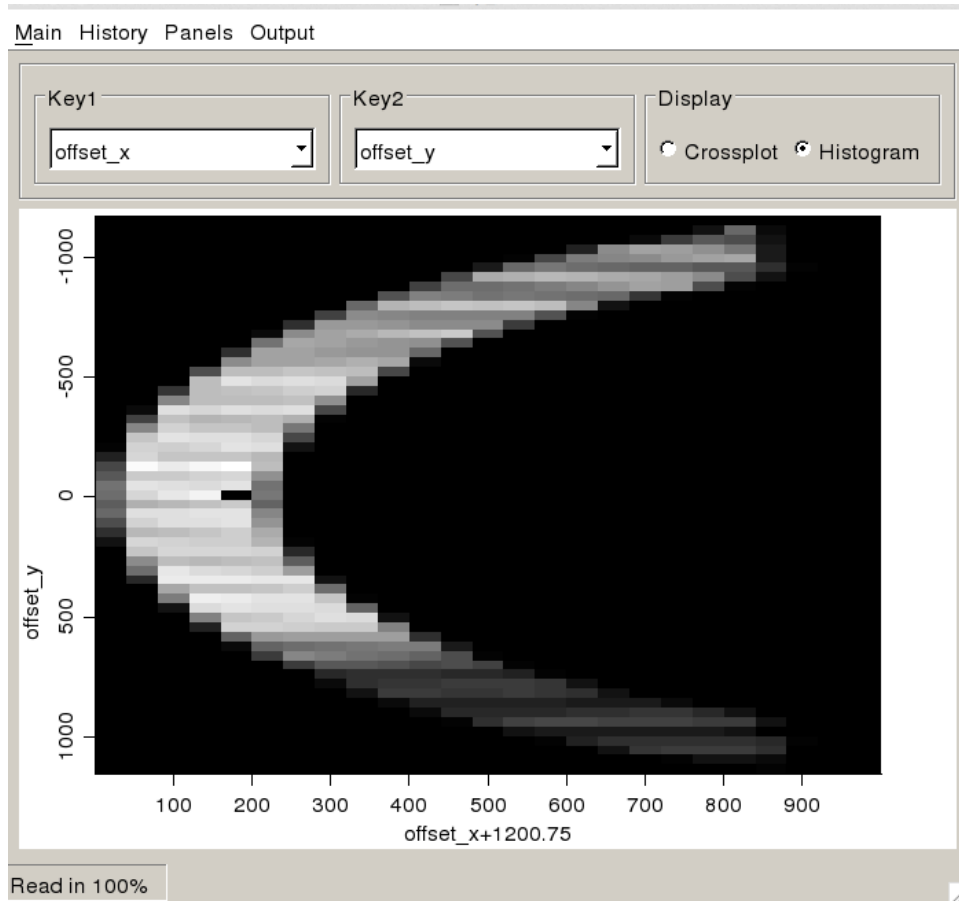 Main History Panels Output
Key1 Key2 Display
offset_x offset_y Crossplot Histogram
-1000
-500
0
500
1000
offset_y
100 200 300 400 500 600 700 800 900
offset_x+1200.75
Read in 100%